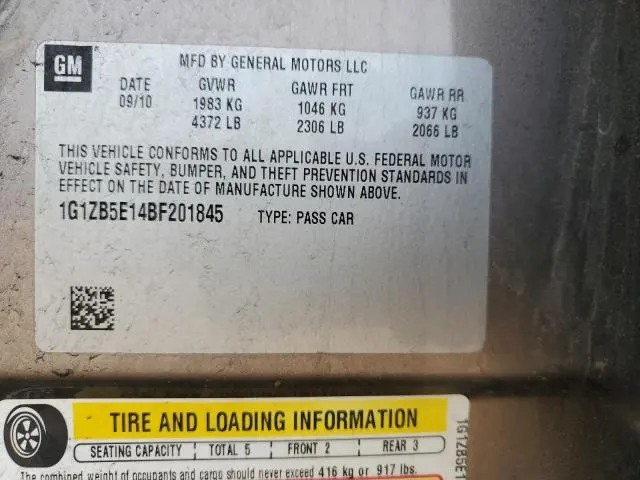 GM
MFD BY GENERAL MOTORS LLC
DATE GVWR GAWR FRT GAWR RR
09/10 1983 KG 1046 KG 937 KG
4372 LB 2306 LB 2066 LB
THIS VEHICLE CONFORMS TO ALL APPLICABLE U.S. FEDERAL MOTOR
VEHICLE SAFETY, BUMPER, AND THEFT PREVENTION STANDARDS IN
EFFECT ON THE DATE OF MANUFACTURE SHOWN ABOVE.
1G1ZB5E14BF201845 TYPE: PASS CAR
TIRE AND LOADING INFORMATION
SEATING CAPACITY TOTAL 5 FRONT 2 REAR 3
The combined weight of occupants and cargo should never exceed 416 kg or 917 lbs.
1G1ZB5E1